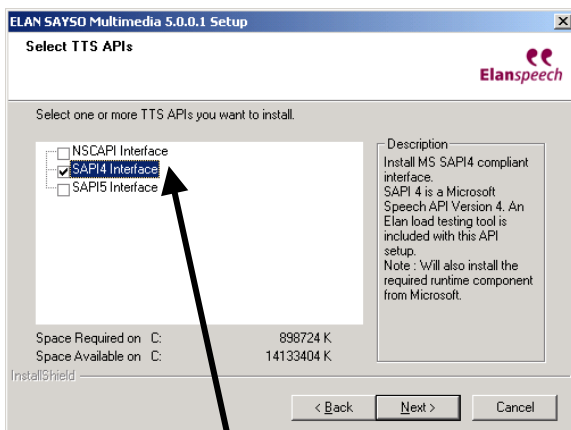 ELAN SAYSO Multimedia 5.0.0.1 Setup
Select TTS APIs
Elanspeech
Select one or more TTS APIs you want to install.
NSCAPI Interface
SAPI4 Interface
SAPI5 Interface
Description
Install MS SAPI4 compliant
interface.
SAPI 4 is a Microsoft
Speech API Version 4. An
Elan load testing tool is
included with this API
setup.
Note : Will also install the
required runtime component
from Microsoft.
Space Required on C: 898724 K
Space Available on C: 14133404 K
InstallShield
< Back Next > Cancel